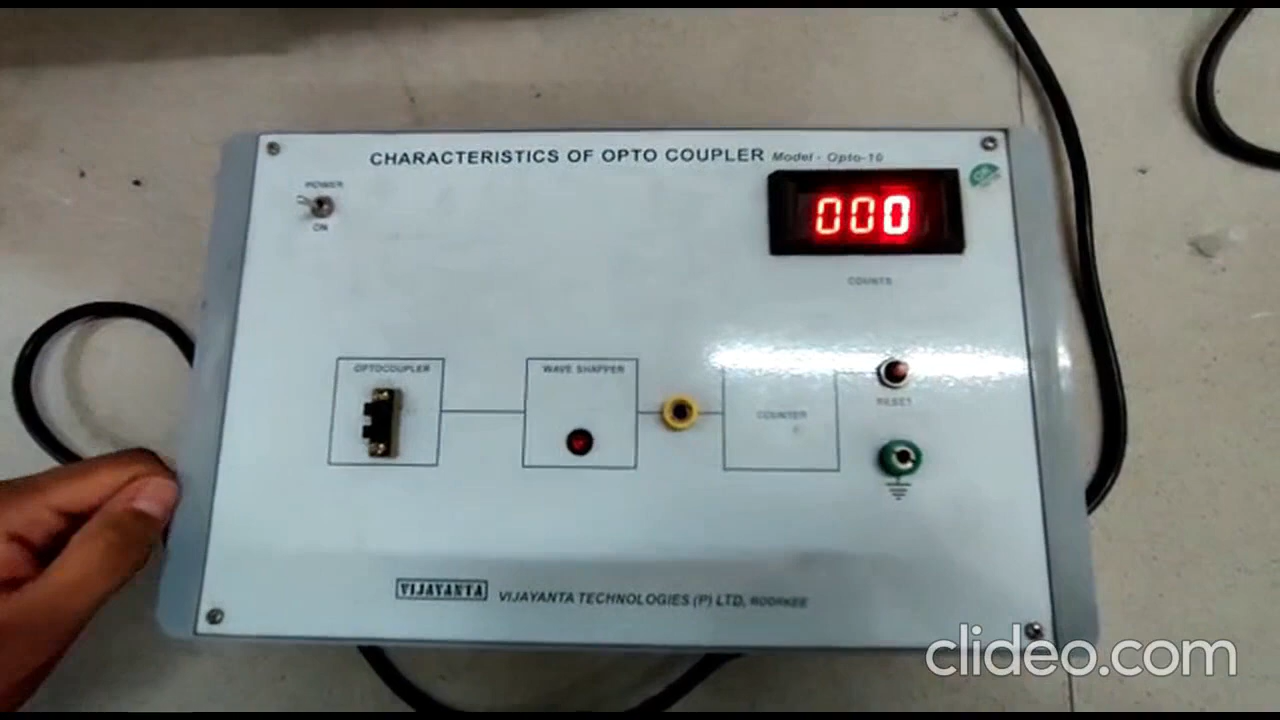 CHARACTERISTICS OF OPTO COUPLER Model - Opto-10
POWER
ON
000
COUNTS
OPTOCOUPLER
WAVE SHAPPER
COUNTER
RESET
VIJAYANTA
VIJAYANTA TECHNOLOGIES (P) LTD, ROORKEE
clideo.com